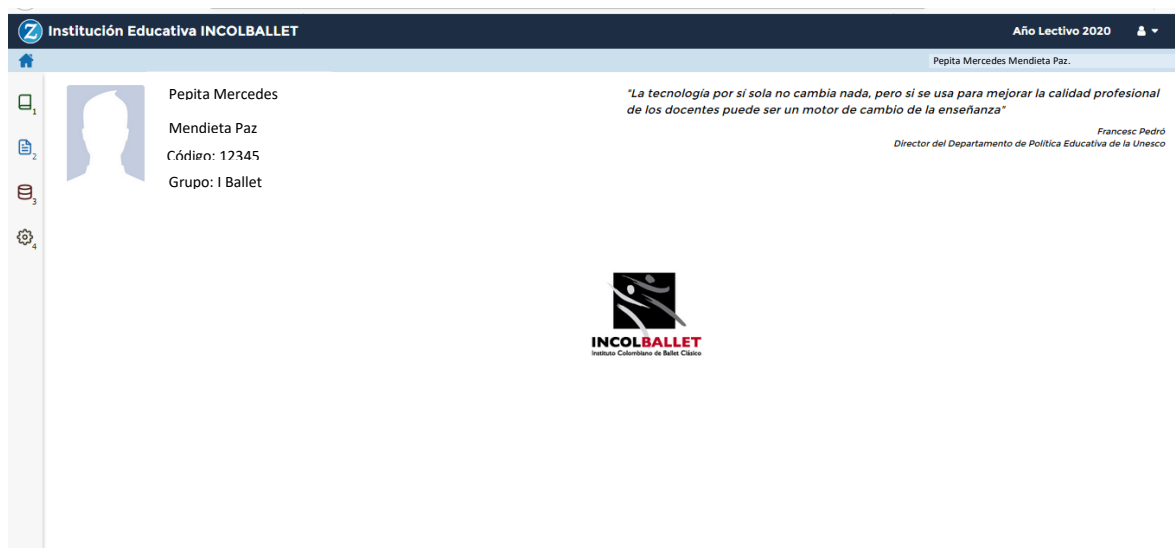 Z Institución Educativa INCOLBALLET
Año Lectivo 2020
Pepita Mercedes Mendieta Paz.
Pepita Mercedes
Mendieta Paz
Código: 12345
Grupo: I Ballet
"La tecnología por sí sola no cambia nada, pero si se usa para mejorar la calidad profesional
de los docentes puede ser un motor de cambio de la enseñanza"
Francesc Pedró
Director del Departamento de Política Educativa de la Unesco
1
2
3
4
INCOLBALLET
Instituto Colombiano de Ballet Clásico